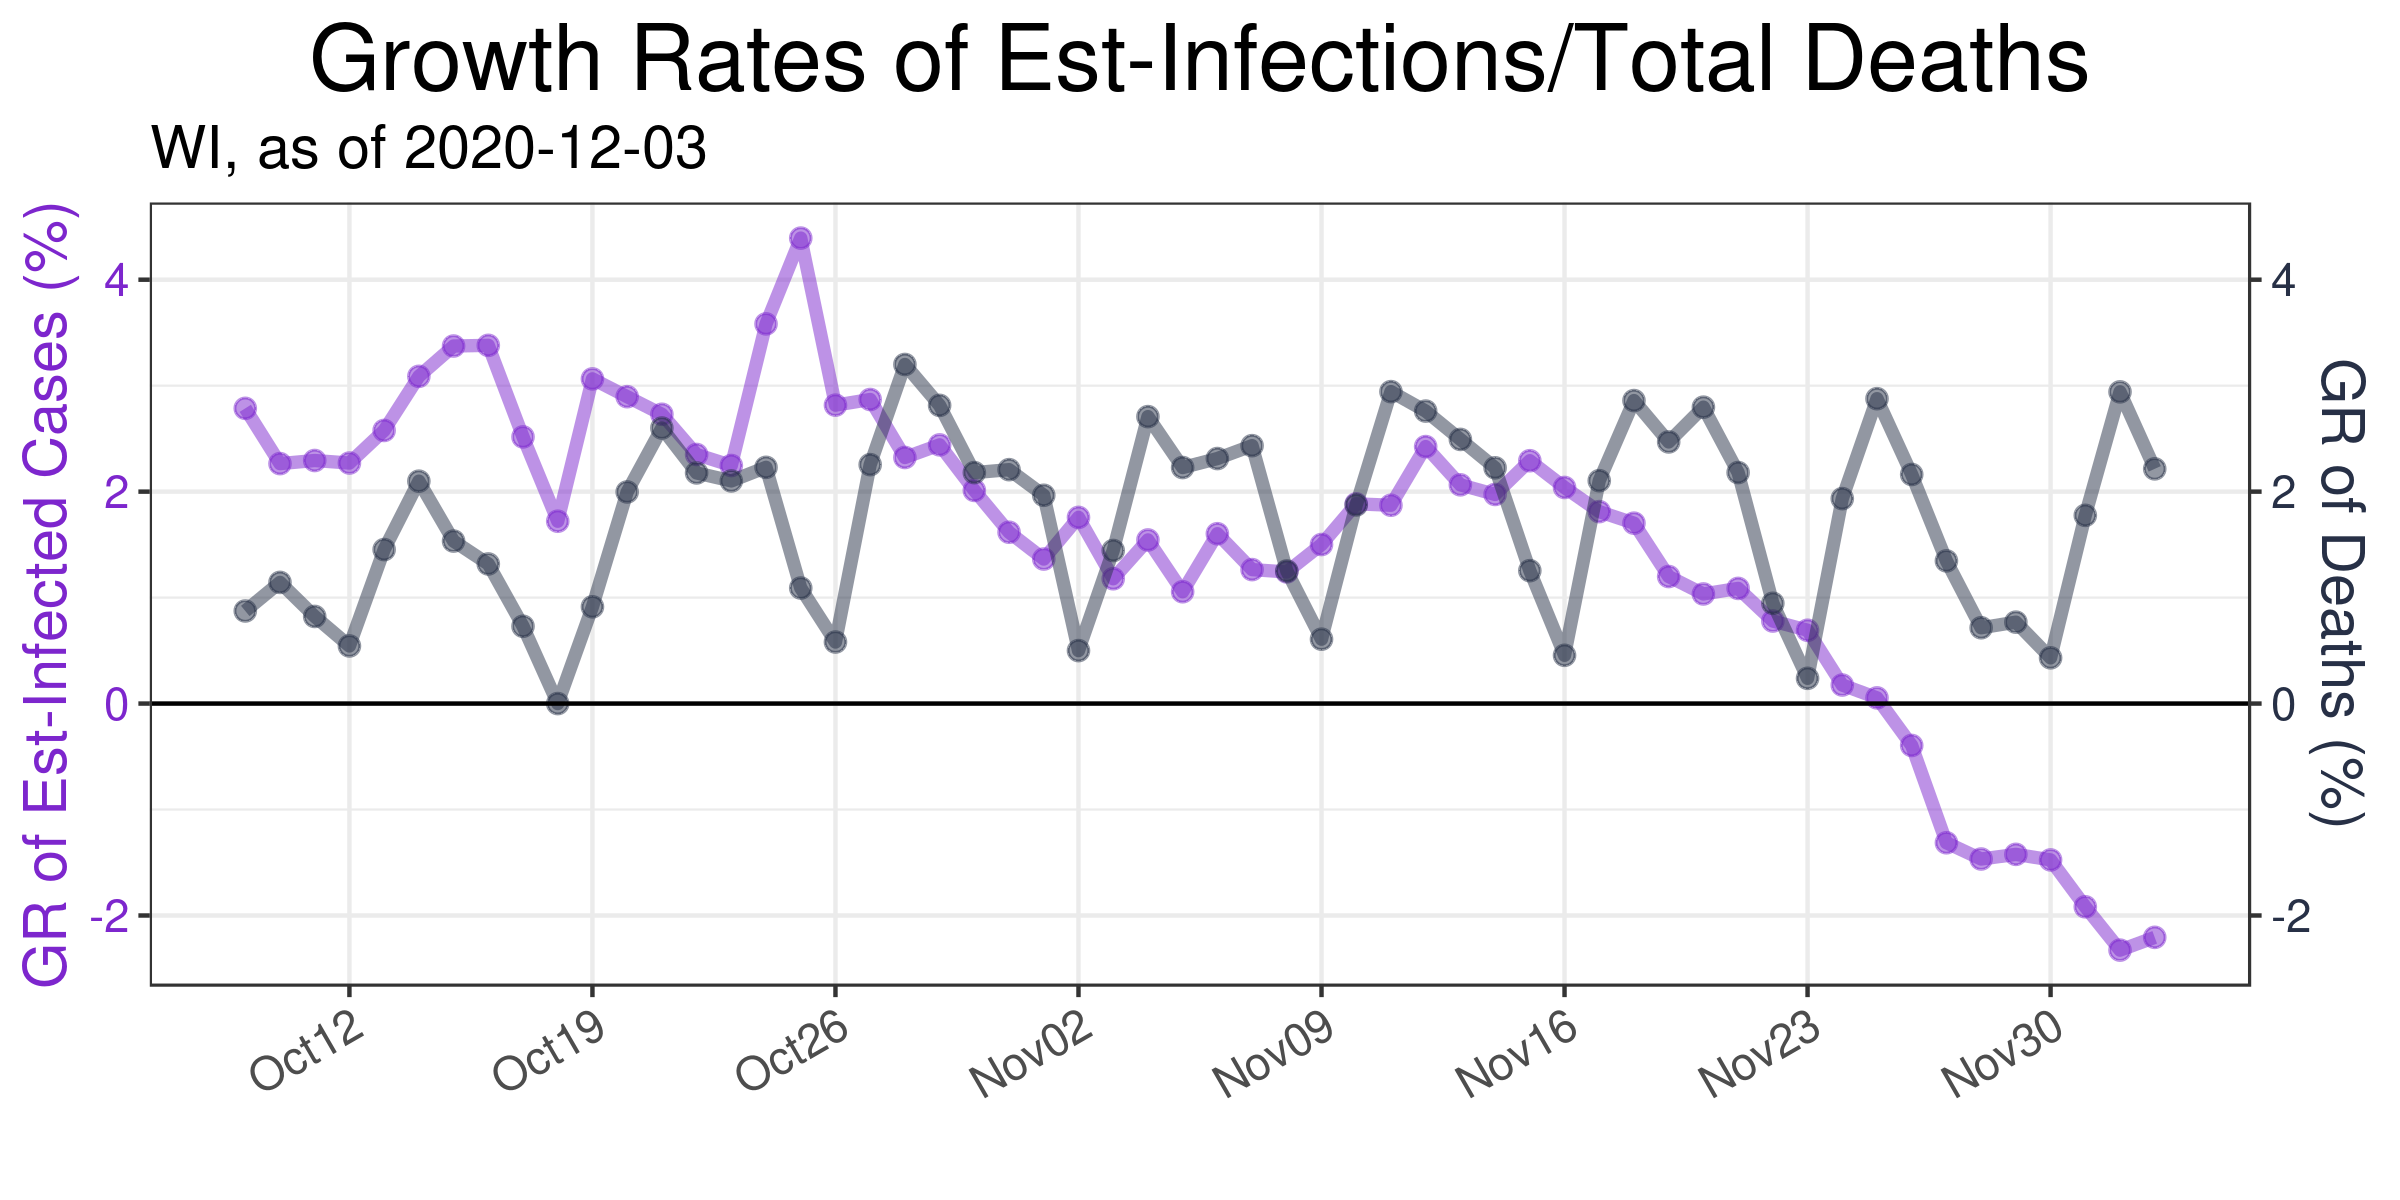 Growth Rates of Est-Infections/Total Deaths
WI, as of 2020-12-03
GR of Est-Infected Cases (%)
4
2
0
-2
4
2
0
-2
GR of Deaths (%)
Oct12
Oct19
Oct26
Nov02
Nov09
Nov16
Nov23
Nov30